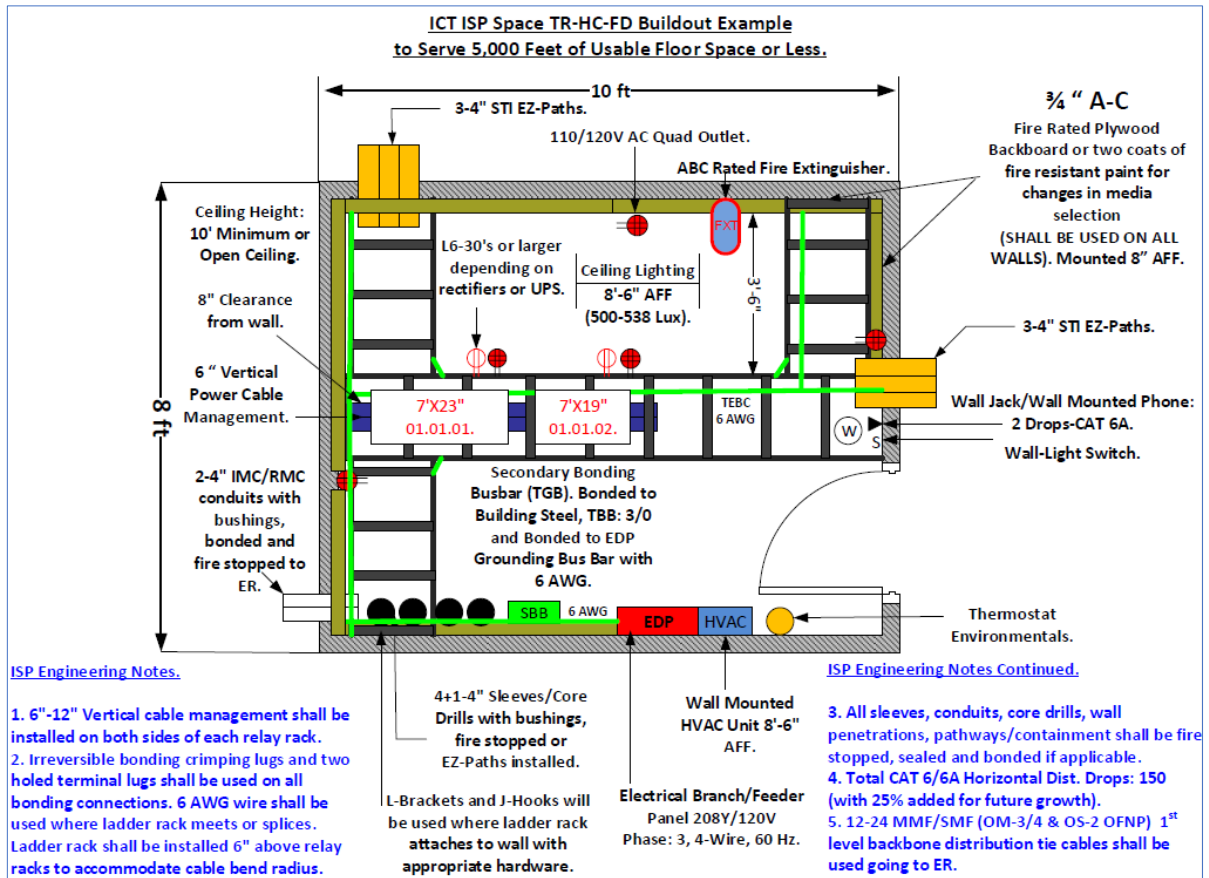 ICT ISP Space TR-HC-FD Buildout Example
to Serve 5,000 Feet of Usable Floor Space or Less.
10 ft
3-4" STI EZ-Paths.
110/120V AC Quad Outlet.
ABC Rated Fire Extinguisher.
¾ “ A-C
Fire Rated Plywood
Backboard or two coats of
fire resistant paint for
changes in media
selection
(SHALL BE USED ON ALL
WALLS). Mounted 8” AFF.
Ceiling Height:
10' Minimum or
Open Ceiling.
L6-30's or larger
depending on
rectifiers or UPS.
Ceiling Lighting
8'-6" AFF
(500-538 Lux).
EXT
3'-6"
8" Clearance
from wall.
3-4" STI EZ-Paths.
6 “ Vertical
Power Cable
Management.
8 ft
7'X23"
01.01.01.
7'X19"
01.01.02.
TEBC
6 AWG
W
S
Wall Jack/Wall Mounted Phone:
2 Drops-CAT 6A.
Wall-Light Switch.
2-4" IMC/RMC
conduits with
bushings,
bonded and
fire stopped to
ER.
Secondary Bonding
Busbar (TGB). Bonded to
Building Steel, TBB: 3/0
and Bonded to EDP
Grounding Bus Bar with
6 AWG.
SBB
6 AWG
EDP
HVAC
Thermostat
Environmentals.
4+1-4" Sleeves/Core
Drills with bushings,
fire stopped or
EZ-Paths installed.
Wall Mounted
HVAC Unit 8'-6"
AFF.
L-Brackets and J-Hooks will
be used where ladder rack
attaches to wall with
appropriate hardware.
Electrical Branch/Feeder
Panel 208Y/120V
Phase: 3, 4-Wire, 60 Hz.
ISP Engineering Notes.
1. 6"-12" Vertical cable management shall be
installed on both sides of each relay rack.
2. Irreversible bonding crimping lugs and two
holed terminal lugs shall be used on all
bonding connections. 6 AWG wire shall be
used where ladder rack meets or splices.
Ladder rack shall be installed 6" above relay
racks to accommodate cable bend radius.
ISP Engineering Notes Continued.
3. All sleeves, conduits, core drills, wall
penetrations, pathways/containment shall be fire
stopped, sealed and bonded if applicable.
4. Total CAT 6/6A Horizontal Dist. Drops: 150
(with 25% added for future growth).
5. 12-24 MMF/SMF (OM-3/4 & OS-2 OFNP) 1st
level backbone distribution tie cables shall be
used going to ER.